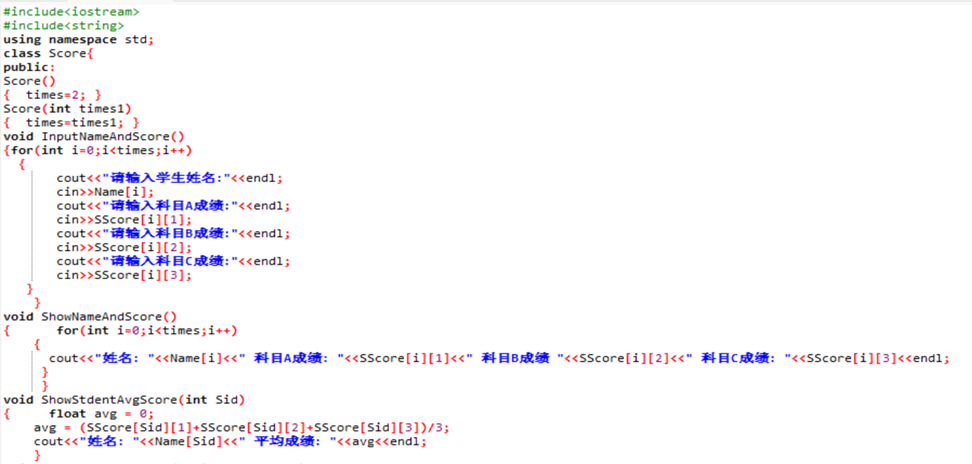 #include<iostream>
#include<string>
using namespace std;
class Score{
public:
Score()
{  times=2; }
Score(int times1)
{  times=times1; }
void InputNameAndScore()
{for(int i=0;i<times;i++)
{
cout<<"请输入学生姓名:"<<endl;
cin>>Name[i];
cout<<"请输入科目A成绩:"<<endl;
cin>>SScore[i][1];
cout<<"请输入科目B成绩:"<<endl;
cin>>SScore[i][2];
cout<<"请输入科目C成绩:"<<endl;
cin>>SScore[i][3];
}
}
void ShowNameAndScore()
{      for(int i=0;i<times;i++)
{
cout<<"姓名: "<<Name[i]<<" 科目A成绩: "<<SScore[i][1]<<" 科目B成绩 "<<SScore[i][2]<<" 科目C成绩: "<<SScore[i][3]<<endl;
}
}
void ShowStdentAvgScore(int Sid)
{     float avg = 0;
avg = (SScore[Sid][1]+SScore[Sid][2]+SScore[Sid][3])/3;
cout<<"姓名: "<<Name[Sid]<<" 平均成绩: "<<avg<<endl;
}